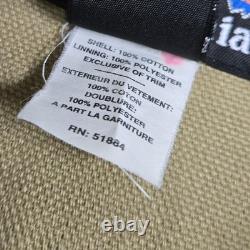 ia
SHELL: 100% COTTON
LINING: 100% POLYESTER
EXCLUSIVE OF TRIM
EXTERIEUR DU VETEMENT:
100% COTON
DOUBLURE:
100% POLYESTER
A PART LA GARNITURE
RN: 51884